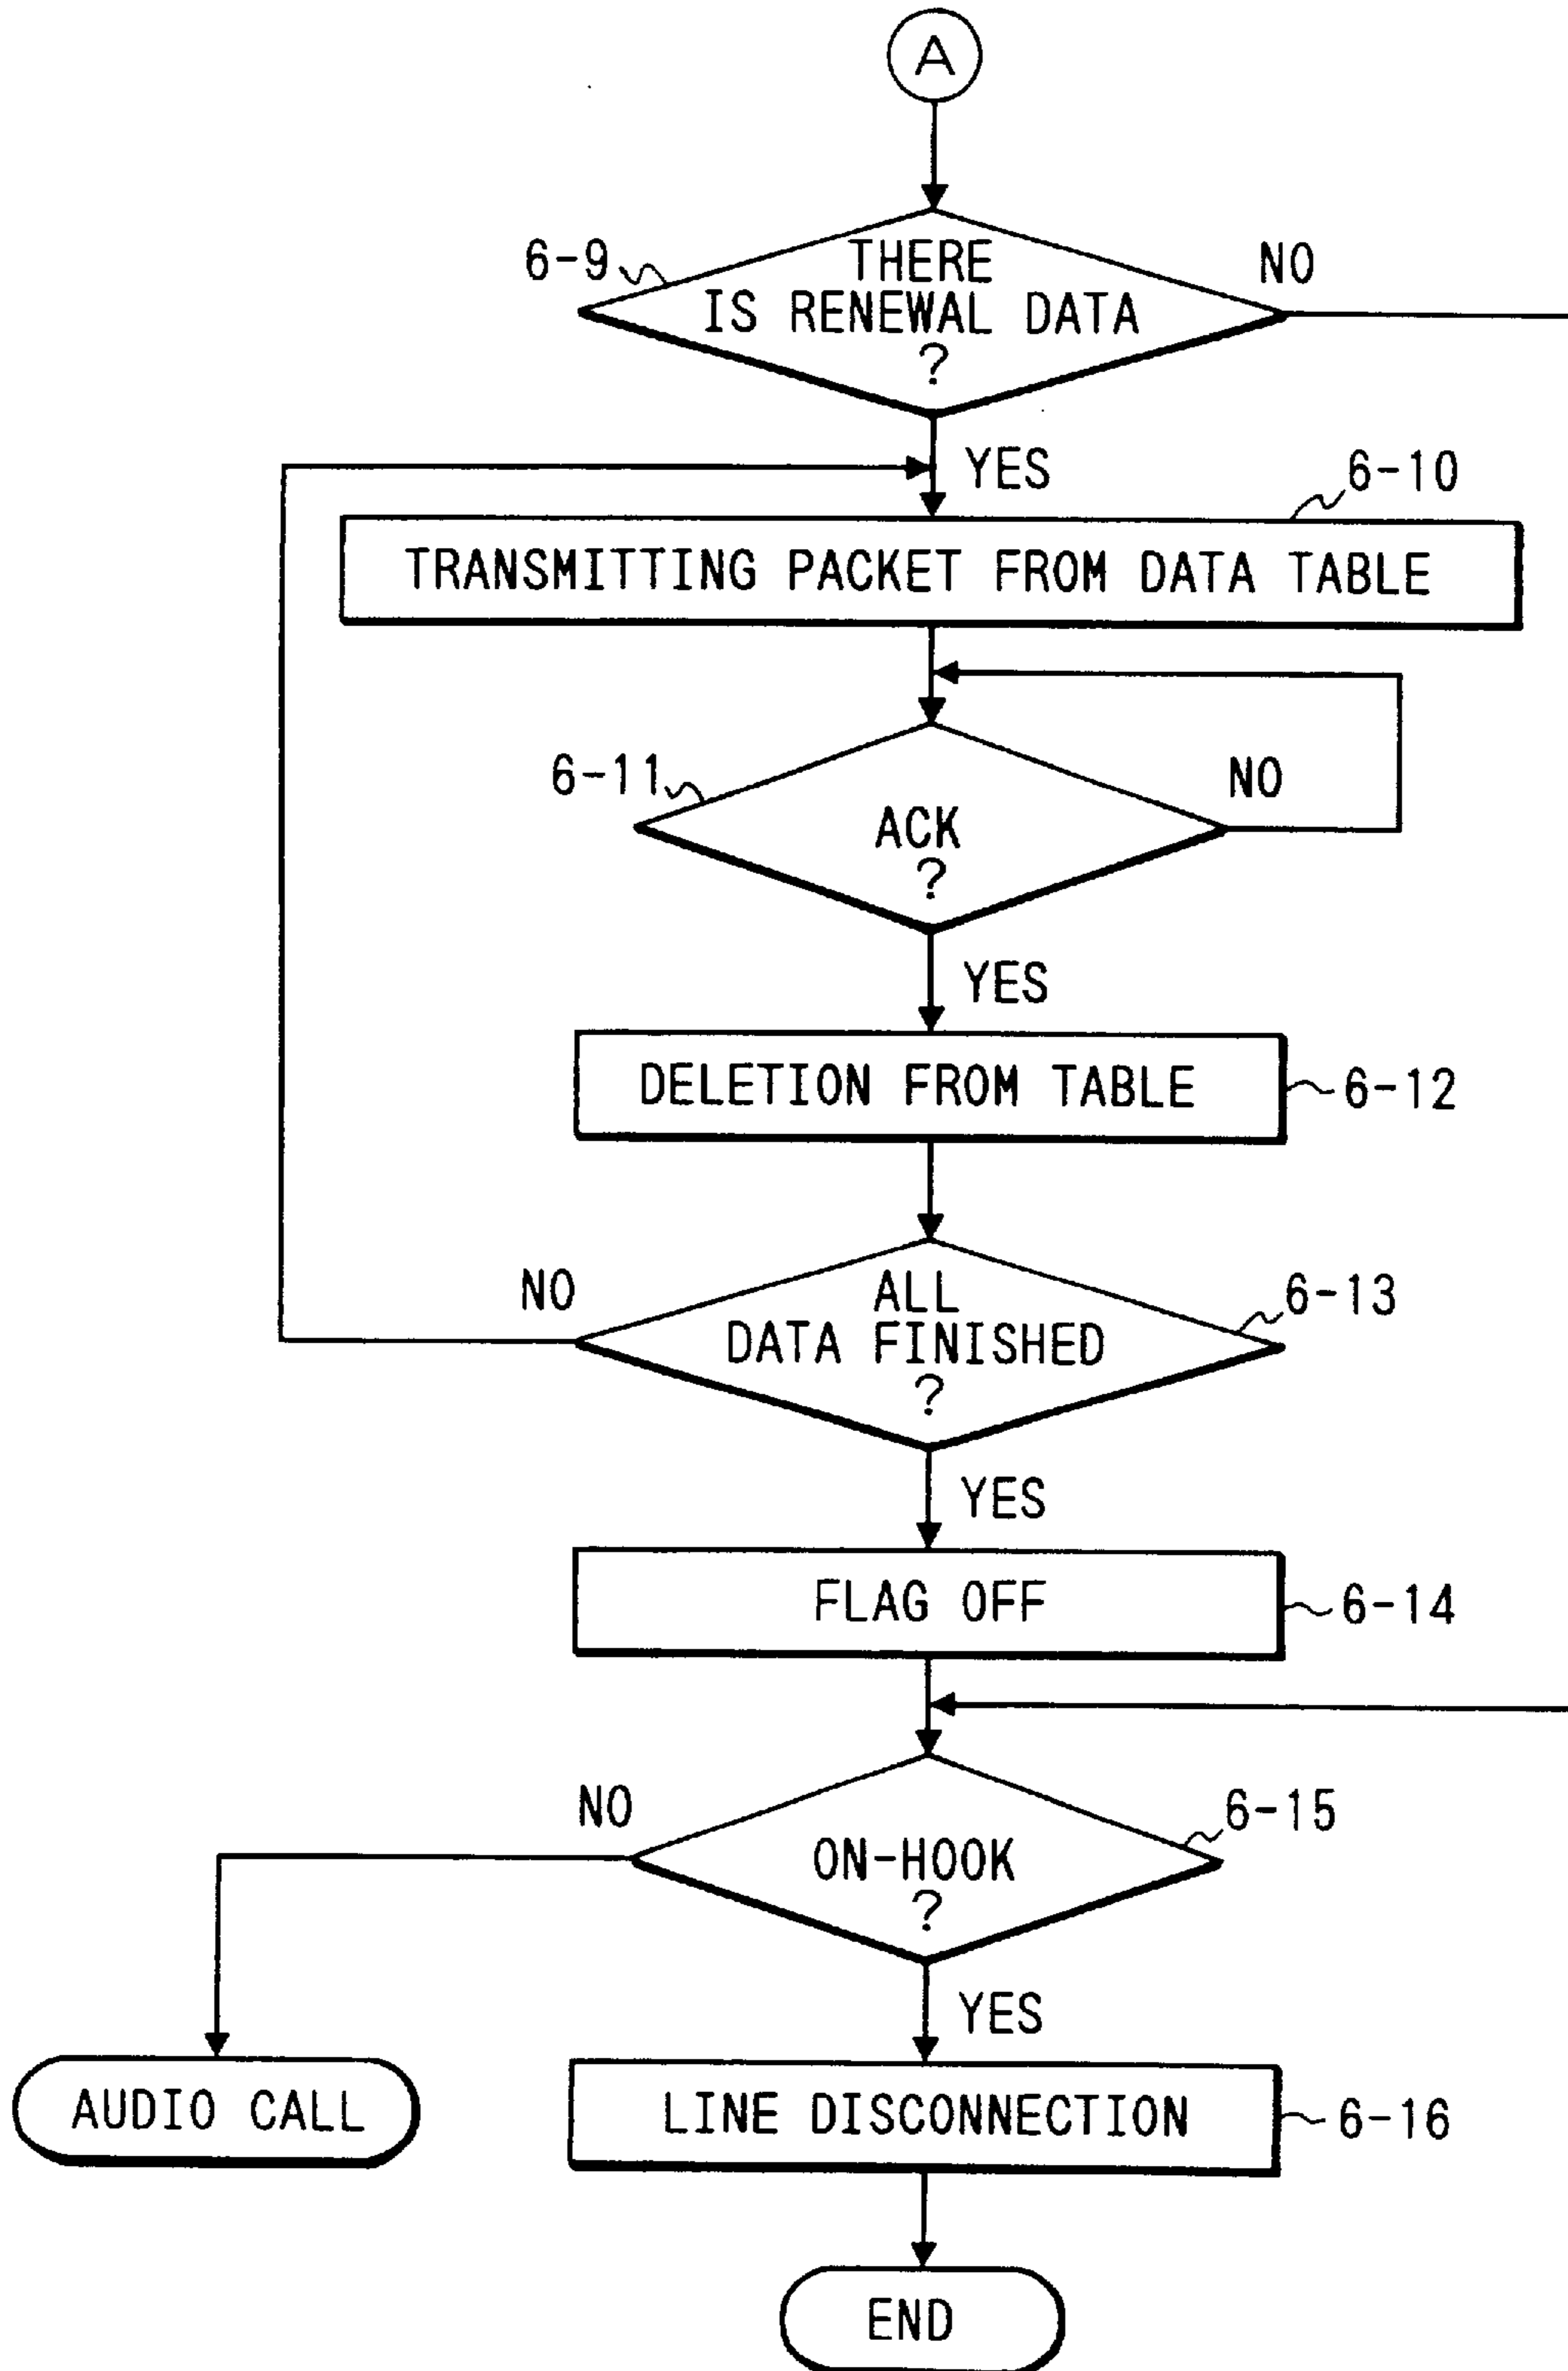 A
6-9
THERE
IS RENEWAL DATA
?
NO
YES
6-10
TRANSMITTING PACKET FROM DATA TABLE
6-11
ACK
?
NO
YES
DELETION FROM TABLE
6-12
NO
ALL
DATA FINISHED
?
6-13
YES
FLAG OFF
6-14
NO
ON-HOOK
?
6-15
YES
AUDIO CALL
LINE DISCONNECTION
6-16
END